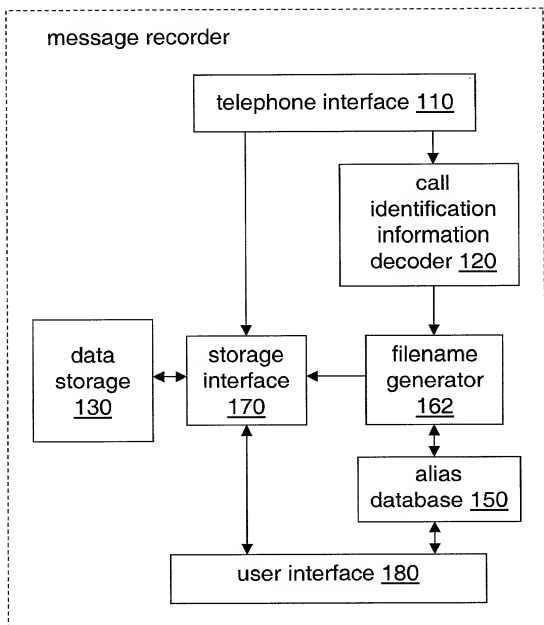 message recorder
telephone interface 110
call
identification
information
decoder 120
data
storage
130
storage
interface
170
filename
generator
162
alias
database 150
user interface 180